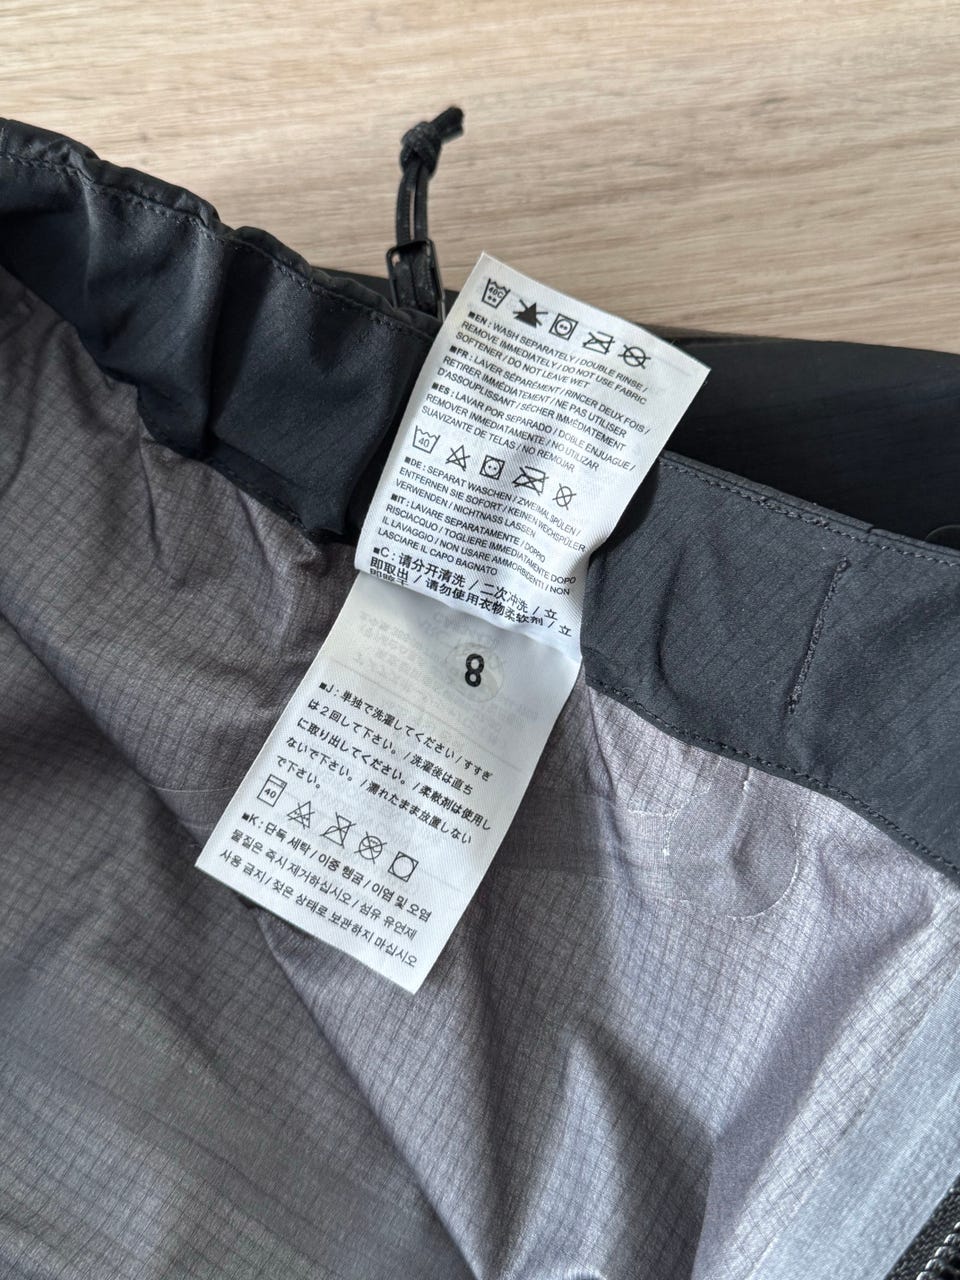 40C
■EN : WASH SEPARATELY / DOUBLE RINSE /
REMOVE IMMEDIATELY / DO NOT USE FABRIC
SOFTENER / DO NOT LEAVE WET
■FR : LAVER SÉPARÉMENT / RINCER DEUX FOIS /
RETIRER IMMÉDIATEMENT / NE PAS UTILISER
D'ASSOUPLISSANT / SÉCHER IMMÉDIATEMENT
■ES : LAVAR POR SEPARADO / DOBLE ENJUAGUE /
REMOVER INMEDIATAMENTE / NO UTILIZAR
SUAVIZANTE DE TELAS / NO REMOJAR
40
■DE : SEPARAT WASCHEN / ZWEIMAL SPÜLEN /
ENTFERNEN SIE SOFORT / KEINEN WEICHSPÜLER
VERWENDEN / NICHT NASS LASSEN
■IT : LAVARE SEPARATAMENTE / DOPPIO
RISCIACQUO / TOGLIERE IMMEDIATAMENTE DOPO
IL LAVAGGIO / NON USARE AMMORBIDENTI / NON
LASCIARE IL CAPO BAGNATO
■C : 请分开清洗 / 二次冲洗 / 立
即取出 / 请勿使用衣物柔软剂 / 立
即晾干
8
■J : 単独で洗濯してください / すすぎ
は２回して下さい。 / 洗濯後は直ち
に取り出してください。 / 柔軟剤は使用し
ないで下さい。 / 濡れたまま放置しない
で下さい。
40
■K : 단독 세탁 / 이중 헹굼 / 이염 및 오염
물질은 즉시 제거하십시오 / 섬유 유연제
사용 금지 / 젖은 상태로 보관하지 마십시오